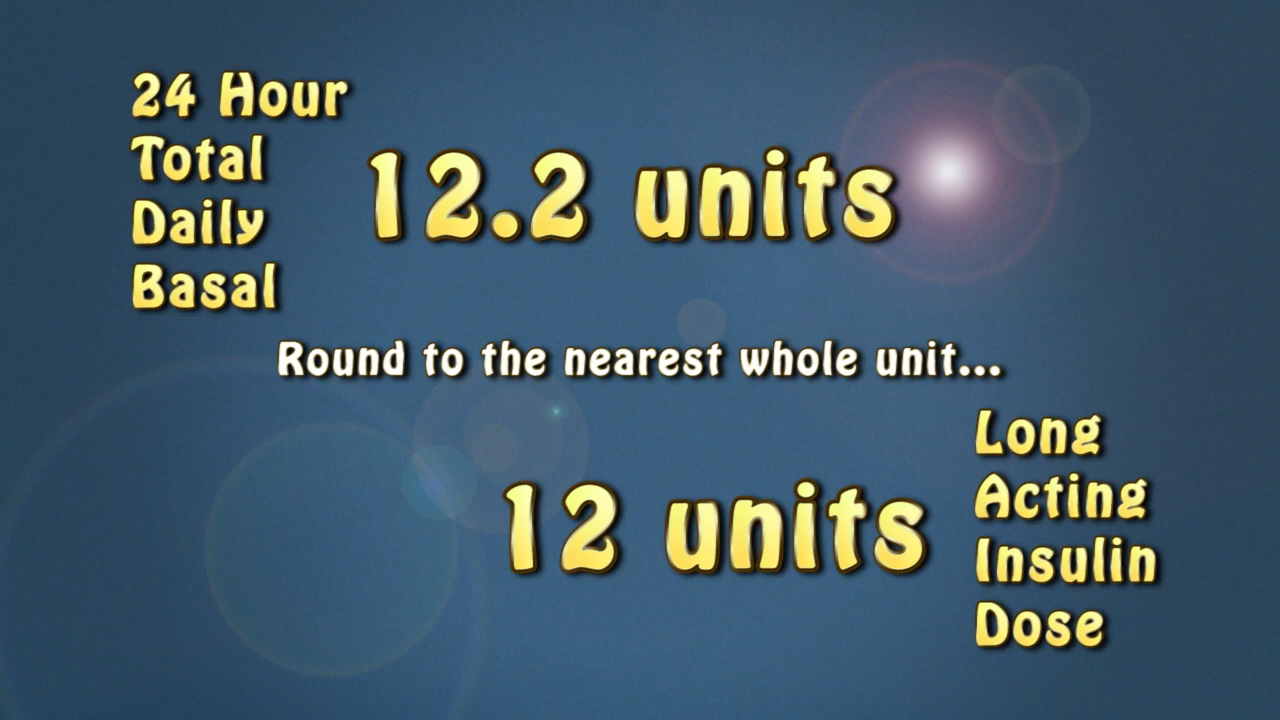 24 Hour
Total
Daily
Basal
12.2 units
Round to the nearest whole unit...
12 units
Long
Acting
Insulin
Dose